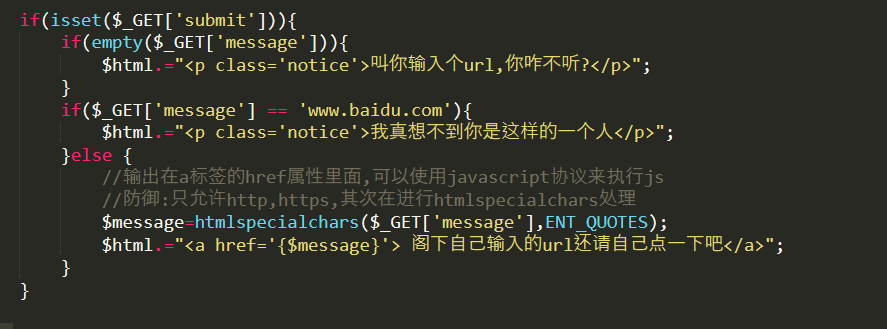 if(isset($_GET['submit'])){
    if(empty($_GET['message'])){
        $html.="<p class='notice'>叫你输入个url,你咋不听?</p>";
    }
    if($_GET['message'] == 'www.baidu.com'){
        $html.="<p class='notice'>我真想不到你是这样的一个人</p>";
    }else {
        //输出在a标签的href属性里面,可以使用javascript协议来执行js
        //防御:只允许http,https,其次在进行htmlspecialchars处理
        $message=htmlspecialchars($_GET['message'],ENT_QUOTES);
        $html.="<a href='{$message}'> 阁下自己输入的url还请自己点一下吧</a>";
    }
}